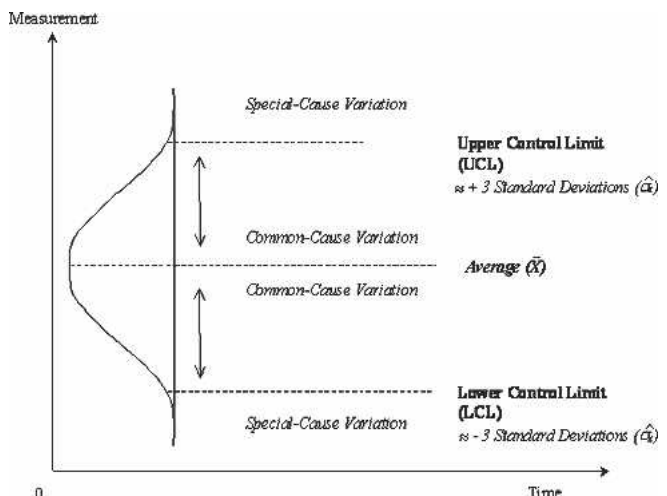 Measurement
Special-Cause Variation
Upper Control Limit
(UCL)
≈ + 3 Standard Deviations
Common-Cause Variation
Average (X̄)
Common-Cause Variation
Lower Control Limit
(LCL)
≈ - 3 Standard Deviations
Special-Cause Variation
0
Time